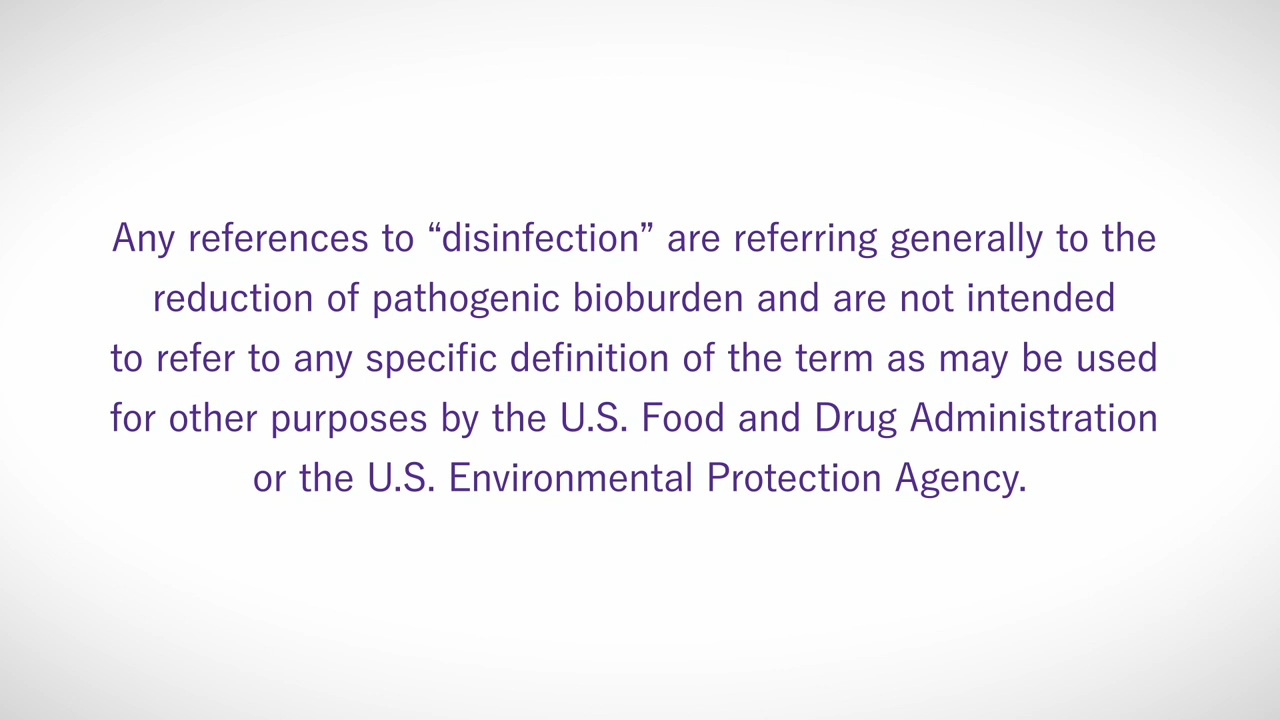 Any references to “disinfection” are referring generally to the
reduction of pathogenic bioburden and are not intended
to refer to any specific definition of the term as may be used
for other purposes by the U.S. Food and Drug Administration
or the U.S. Environmental Protection Agency.